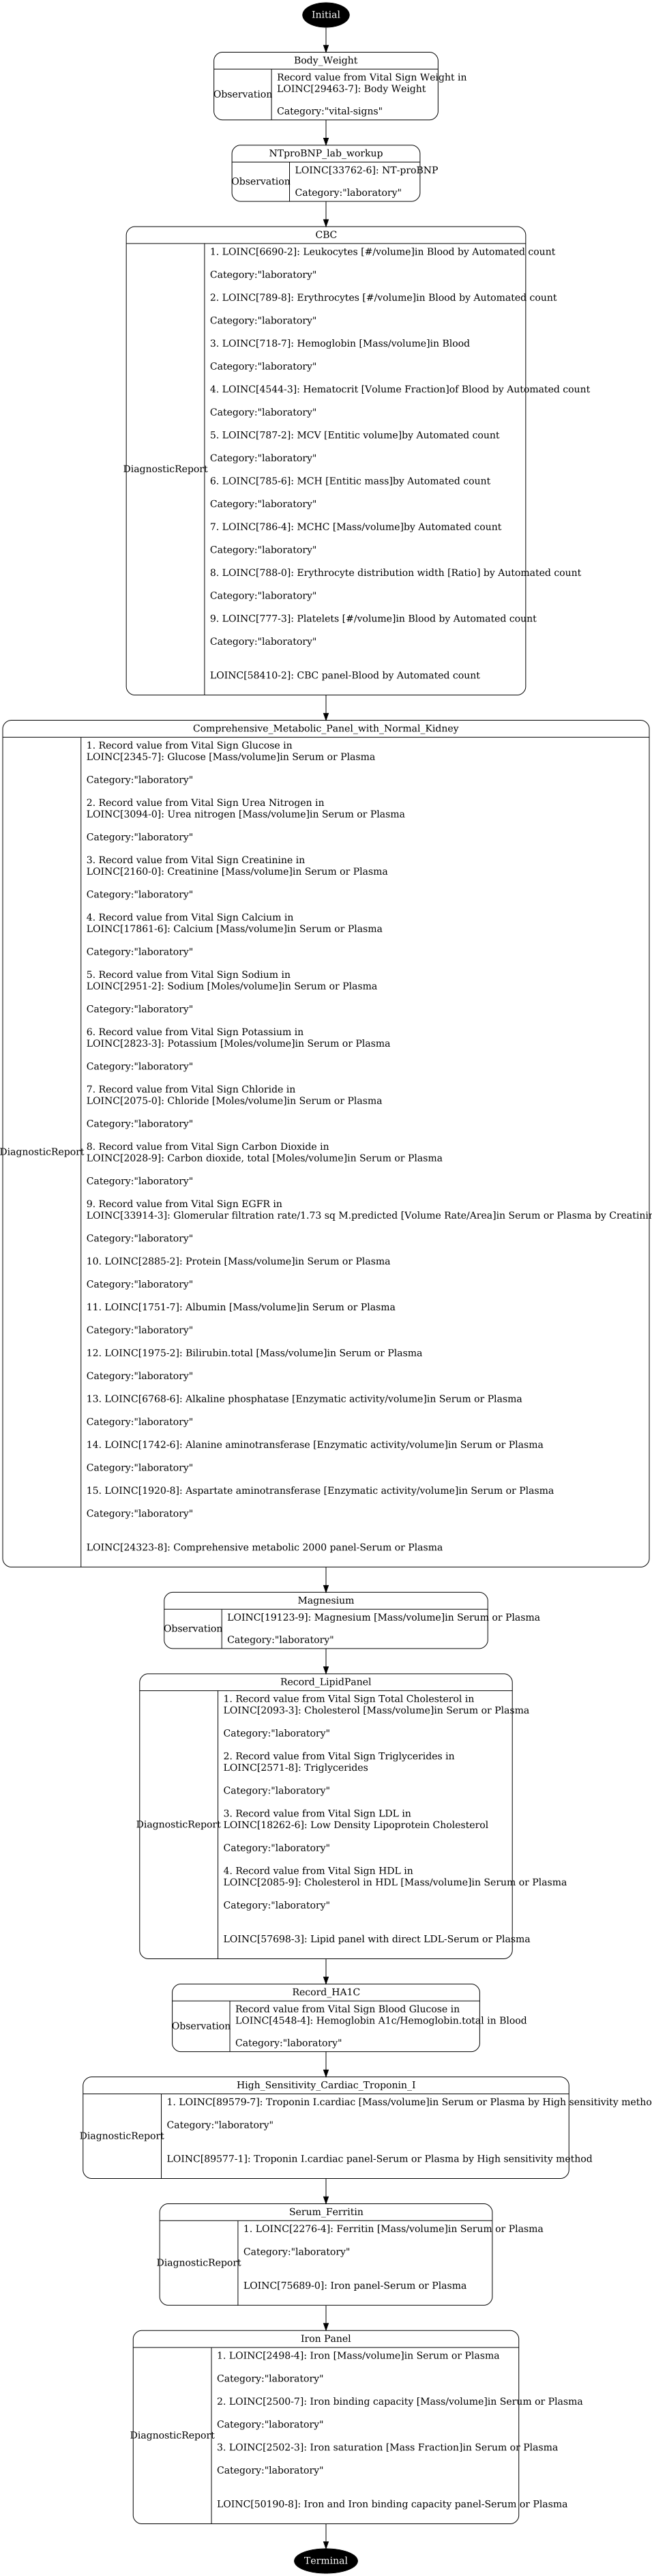 Initial
Body_Weight
Observation
Record value from Vital Sign Weight in
LOINC[29463-7]: Body Weight
Category:"vital-signs"
NTproBNP_lab_workup
Observation
LOINC[33762-6]: NT-proBNP
Category:"laboratory"
CBC
DiagnosticReport
1. LOINC[6690-2]: Leukocytes [#/volume]in Blood by Automated count
Category:"laboratory"
2. LOINC[789-8]: Erythrocytes [#/volume]in Blood by Automated count
Category:"laboratory"
3. LOINC[718-7]: Hemoglobin [Mass/volume]in Blood
Category:"laboratory"
4. LOINC[4544-3]: Hematocrit [Volume Fraction]of Blood by Automated count
Category:"laboratory"
5. LOINC[787-2]: MCV [Entitic volume]by Automated count
Category:"laboratory"
6. LOINC[785-6]: MCH [Entitic mass]by Automated count
Category:"laboratory"
7. LOINC[786-4]: MCHC [Mass/volume]by Automated count
Category:"laboratory"
8. LOINC[788-0]: Erythrocyte distribution width [Ratio] by Automated count
Category:"laboratory"
9. LOINC[777-3]: Platelets [#/volume]in Blood by Automated count
Category:"laboratory"
LOINC[58410-2]: CBC panel-Blood by Automated count
Comprehensive_Metabolic_Panel_with_Normal_Kidney
DiagnosticReport
1. Record value from Vital Sign Glucose in
LOINC[2345-7]: Glucose [Mass/volume]in Serum or Plasma
Category:"laboratory"
2. Record value from Vital Sign Urea Nitrogen in
LOINC[3094-0]: Urea nitrogen [Mass/volume]in Serum or Plasma
Category:"laboratory"
3. Record value from Vital Sign Creatinine in
LOINC[2160-0]: Creatinine [Mass/volume]in Serum or Plasma
Category:"laboratory"
4. Record value from Vital Sign Calcium in
LOINC[17861-6]: Calcium [Mass/volume]in Serum or Plasma
Category:"laboratory"
5. Record value from Vital Sign Sodium in
LOINC[2951-2]: Sodium [Moles/volume]in Serum or Plasma
Category:"laboratory"
6. Record value from Vital Sign Potassium in
LOINC[2823-3]: Potassium [Moles/volume]in Serum or Plasma
Category:"laboratory"
7. Record value from Vital Sign Chloride in
LOINC[2075-0]: Chloride [Moles/volume]in Serum or Plasma
Category:"laboratory"
8. Record value from Vital Sign Carbon Dioxide in
LOINC[2028-9]: Carbon dioxide, total [Moles/volume]in Serum or Plasma
Category:"laboratory"
9. Record value from Vital Sign EGFR in
LOINC[33914-3]: Glomerular filtration rate/1.73 sq M.predicted [Volume Rate/Area]in Serum or Plasma by
Category:"laboratory"
10. LOINC[2885-2]: Protein [Mass/volume]in Serum or Plasma
Category:"laboratory"
11. LOINC[1751-7]: Albumin [Mass/volume]in Serum or Plasma
Category:"laboratory"
12. LOINC[1975-2]: Bilirubin.total [Mass/volume]in Serum or Plasma
Category:"laboratory"
13. LOINC[6768-6]: Alkaline phosphatase [Enzymatic activity/volume]in Serum or Plasma
Category:"laboratory"
14. LOINC[1742-6]: Alanine aminotransferase [Enzymatic activity/volume]in Serum or Plasma
Category:"laboratory"
15. LOINC[1920-8]: Aspartate aminotransferase [Enzymatic activity/volume]in Serum or Plasma
Category:"laboratory"
LOINC[24323-8]: Comprehensive metabolic 2000 panel-Serum or Plasma
Magnesium
Observation
LOINC[19123-9]: Magnesium [Mass/volume]in Serum or Plasma
Category:"laboratory"
Record_LipidPanel
DiagnosticReport
1. Record value from Vital Sign Total Cholesterol in
LOINC[2093-3]: Cholesterol [Mass/volume]in Serum or Plasma
Category:"laboratory"
2. Record value from Vital Sign Triglycerides in
LOINC[2571-8]: Triglycerides
Category:"laboratory"
3. Record value from Vital Sign LDL in
LOINC[18262-6]: Low Density Lipoprotein Cholesterol
Category:"laboratory"
4. Record value from Vital Sign HDL in
LOINC[2085-9]: Cholesterol in HDL [Mass/volume]in Serum or Plasma
Category:"laboratory"
LOINC[57698-3]: Lipid panel with direct LDL-Serum or Plasma
Record_HA1C
Observation
Record value from Vital Sign Blood Glucose in
LOINC[4548-4]: Hemoglobin A1c/Hemoglobin.total in Blood
Category:"laboratory"
High_Sensitivity_Cardiac_Troponin_I
DiagnosticReport
1. LOINC[89579-7]: Troponin I.cardiac [Mass/volume]in Serum or Plasma by High sensitivity
Category:"laboratory"
LOINC[89577-1]: Troponin I.cardiac panel-Serum or Plasma by High sensitivity method
Serum_Ferritin
DiagnosticReport
1. LOINC[2276-4]: Ferritin [Mass/volume]in Serum or Plasma
Category:"laboratory"
LOINC[75689-0]: Iron panel-Serum or Plasma
Iron Panel
DiagnosticReport
1. LOINC[2498-4]: Iron [Mass/volume]in Serum or Plasma
Category:"laboratory"
2. LOINC[2500-7]: Iron binding capacity [Mass/volume]in Serum or Plasma
Category:"laboratory"
3. LOINC[2502-3]: Iron saturation [Mass Fraction]in Serum or Plasma
Category:"laboratory"
LOINC[50190-8]: Iron and Iron binding capacity panel-Serum or Plasma
Terminal